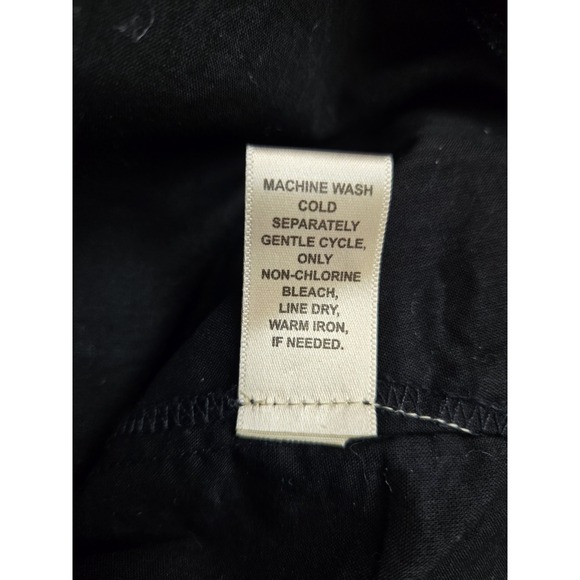 MACHINE WASH
COLD
SEPARATELY
GENTLE CYCLE,
ONLY
NON-CHLORINE
BLEACH,
LINE DRY,
WARM IRON,
IF NEEDED.